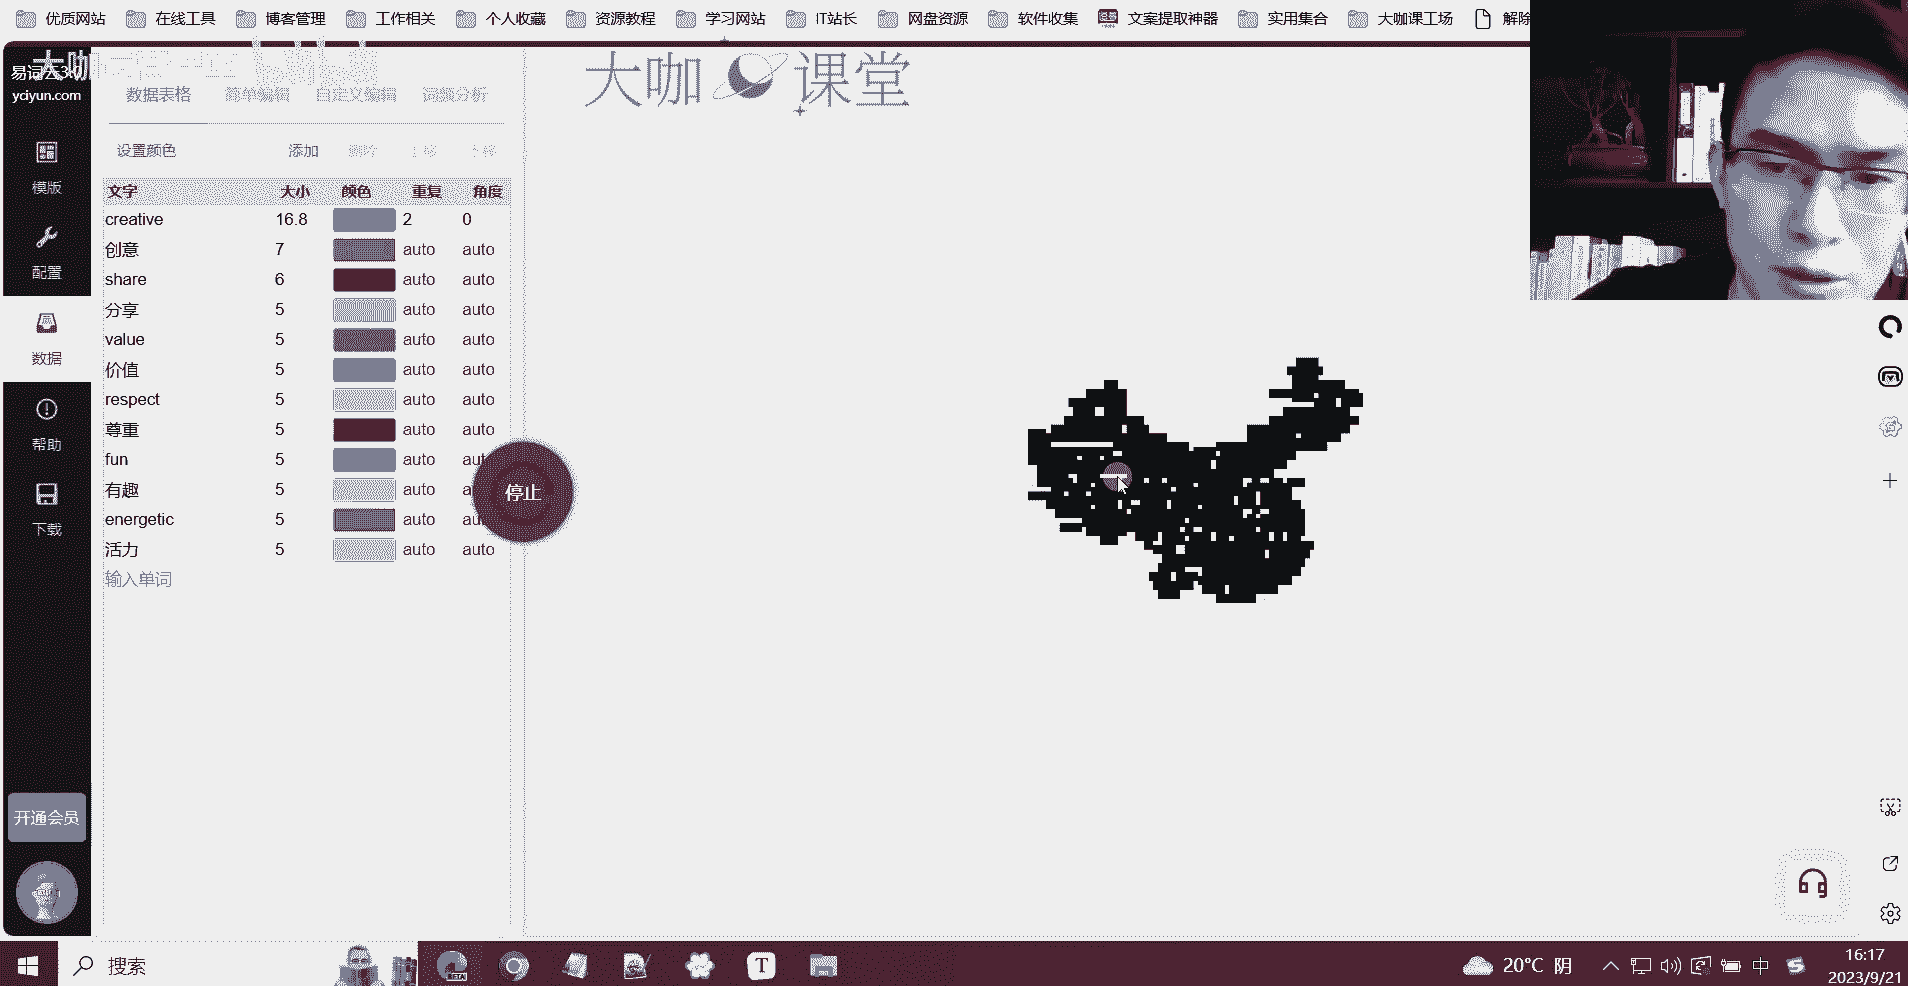 优质网站 在线工具 博客管理 工作相关 个人收藏 资源教程 学习网站 IT站长 网盘资源 软件收集 文案提取神器 实用集合 大咖课工场 解除
易词云3.0
yciyun.com
大咖
大咖 课堂
数据表格 简单编辑 自定义编辑 词频分析
设置颜色 添加 删除 上移 下移
文字 大小 颜色 重复 角度
creative 16.8 2 0
创意 7 auto auto
share 6 auto auto
分享 5 auto auto
value 5 auto auto
价值 5 auto auto
respect 5 auto auto
尊重 5 auto auto
fun 5 auto aut
有趣 5 auto a
energetic 5 auto aut
活力 5 auto auto
输入单词
停止
模版
配置
数据
帮助
下载
开通会员
搜索
BETA
T
20°C 阴
中
16:17
2023/9/21